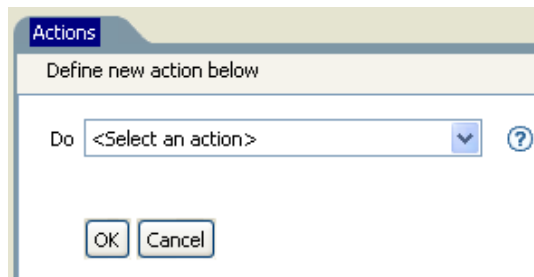 Actions
Define new action below
Do <Select an action> ?
OK Cancel